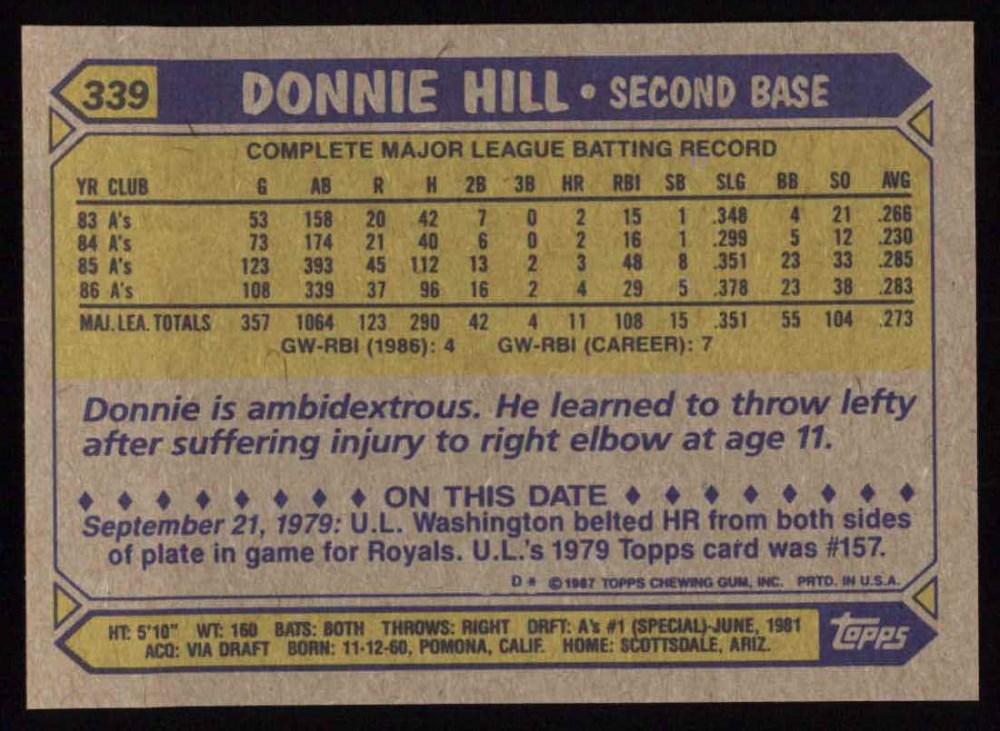 339 DONNIE HILL • SECOND BASE
COMPLETE MAJOR LEAGUE BATTING RECORD
YR CLUB G AB R H 2B 3B HR RBI SB SLG BB SO AVG
83 A's 53 158 20 42 7 0 2 15 1 .348 4 21 .266
84 A's 73 174 21 40 6 0 2 16 1 .299 5 12 .230
85 A's 123 393 45 112 13 2 3 48 8 .351 23 33 .285
86 A's 108 339 37 96 16 2 4 29 5 .378 23 38 .283
MAJ. LEA. TOTALS 357 1064 123 290 42 4 11 108 15 .351 55 104 .273
GW-RBI (1986): 4 GW-RBI (CAREER): 7
Donnie is ambidextrous. He learned to throw lefty
after suffering injury to right elbow at age 11.
♦ ♦ ♦ ♦ ♦ ♦ ♦ ♦ ON THIS DATE ♦ ♦ ♦ ♦ ♦ ♦ ♦ ♦
September 21, 1979: U.L. Washington belted HR from both sides
of plate in game for Royals. U.L.'s 1979 Topps card was #157.
D* ©1987 TOPPS CHEWING GUM, INC. PRTD. IN U.S.A.
HT: 5'10" WT: 160 BATS: BOTH THROWS: RIGHT DRFT: A's #1 (SPECIAL)-JUNE, 1981
ACQ: VIA DRAFT BORN: 11-12-60, POMONA, CALIF. HOME: SCOTTSDALE, ARIZ.
topps